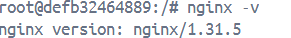 root@defb32464889:/# nginx -v
nginx version: nginx/1.31.5